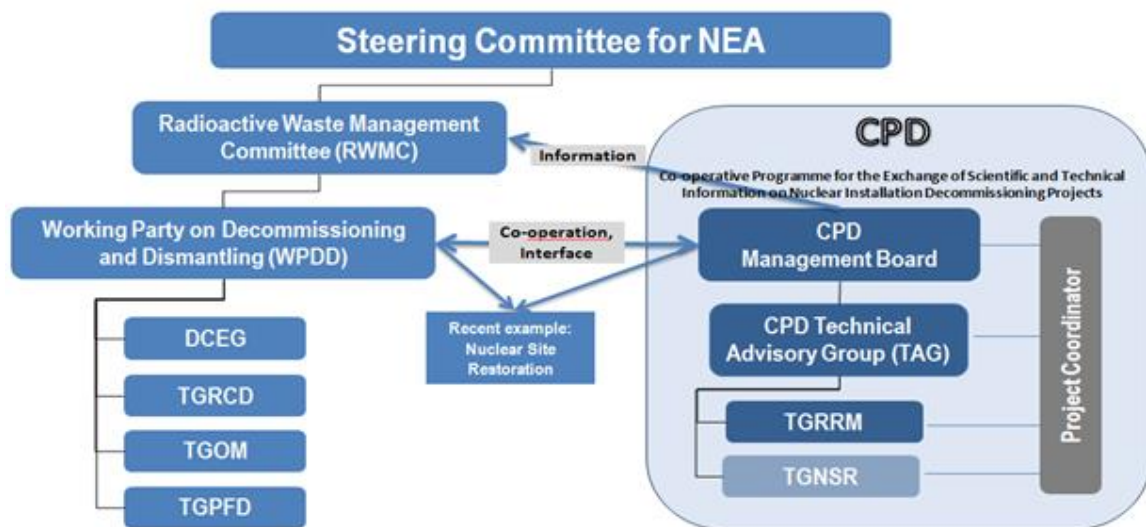 Steering Committee for NEA
Radioactive Waste Management
Committee (RWMC)
Information
CPD
Co-operative Programme for the Exchange of Scientific and Technical
Information on Nuclear Installation Decommissioning Projects
Working Party on Decommissioning
and Dismantling (WPDD)
Co-operation,
Interface
CPD
Management Board
Recent example:
Nuclear Site
Restoration
CPD Technical
Advisory Group (TAG)
Project Coordinator
DCEG
TGRCD
TGOM
TGPFD
TGRRM
TGNSR